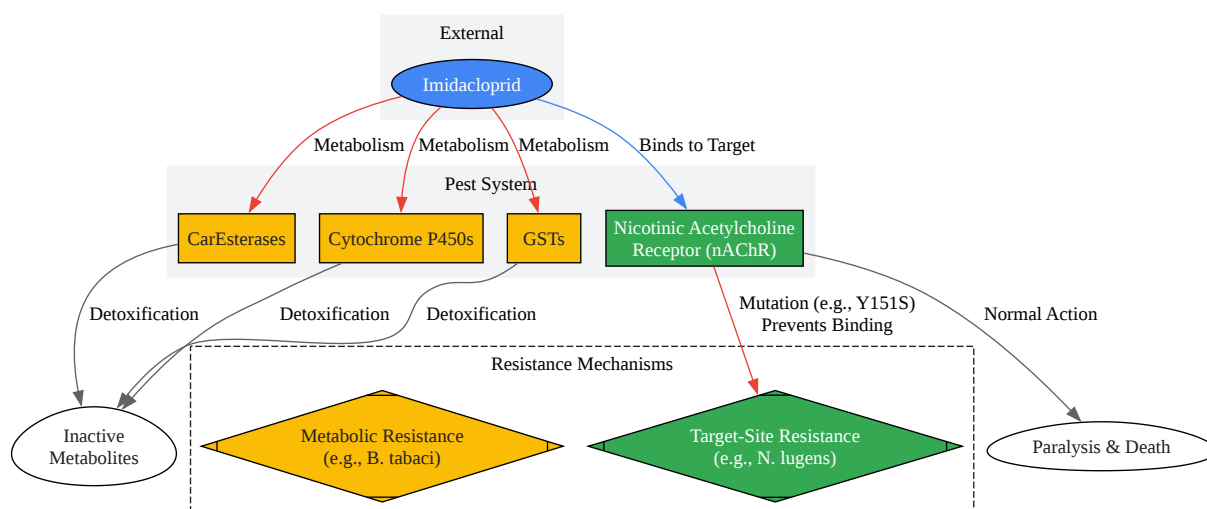 External
Imidacloprid
Metabolism
Metabolism
Metabolism
Binds to Target
Pest System
CarEsterases
Cytochrome P450s
GSTs
Nicotinic Acetylcholine
Receptor (nAChR)
Detoxification
Detoxification
Detoxification
Mutation (e.g., Y151S)
Prevents Binding
Normal Action
Resistance Mechanisms
Inactive
Metabolites
Metabolic Resistance
(e.g., B. tabaci)
Target-Site Resistance
(e.g., N. lugens)
Paralysis & Death